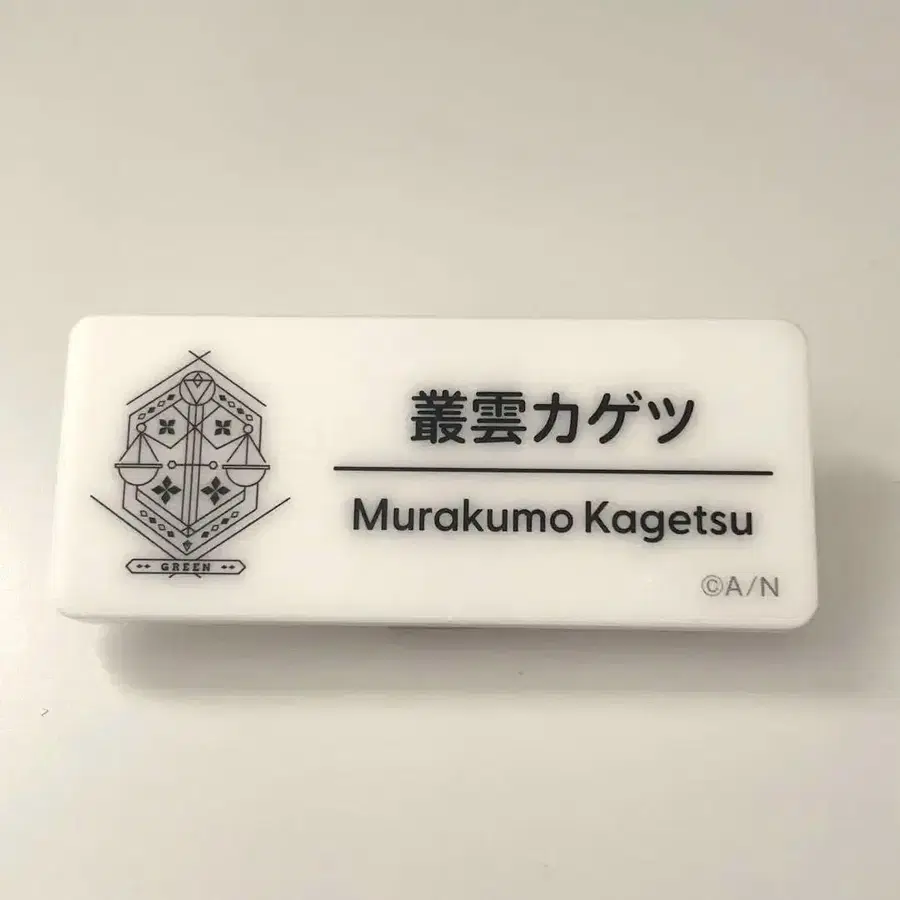 叢雲カゲツ
Murakumo Kagetsu
GREEN
©A/N